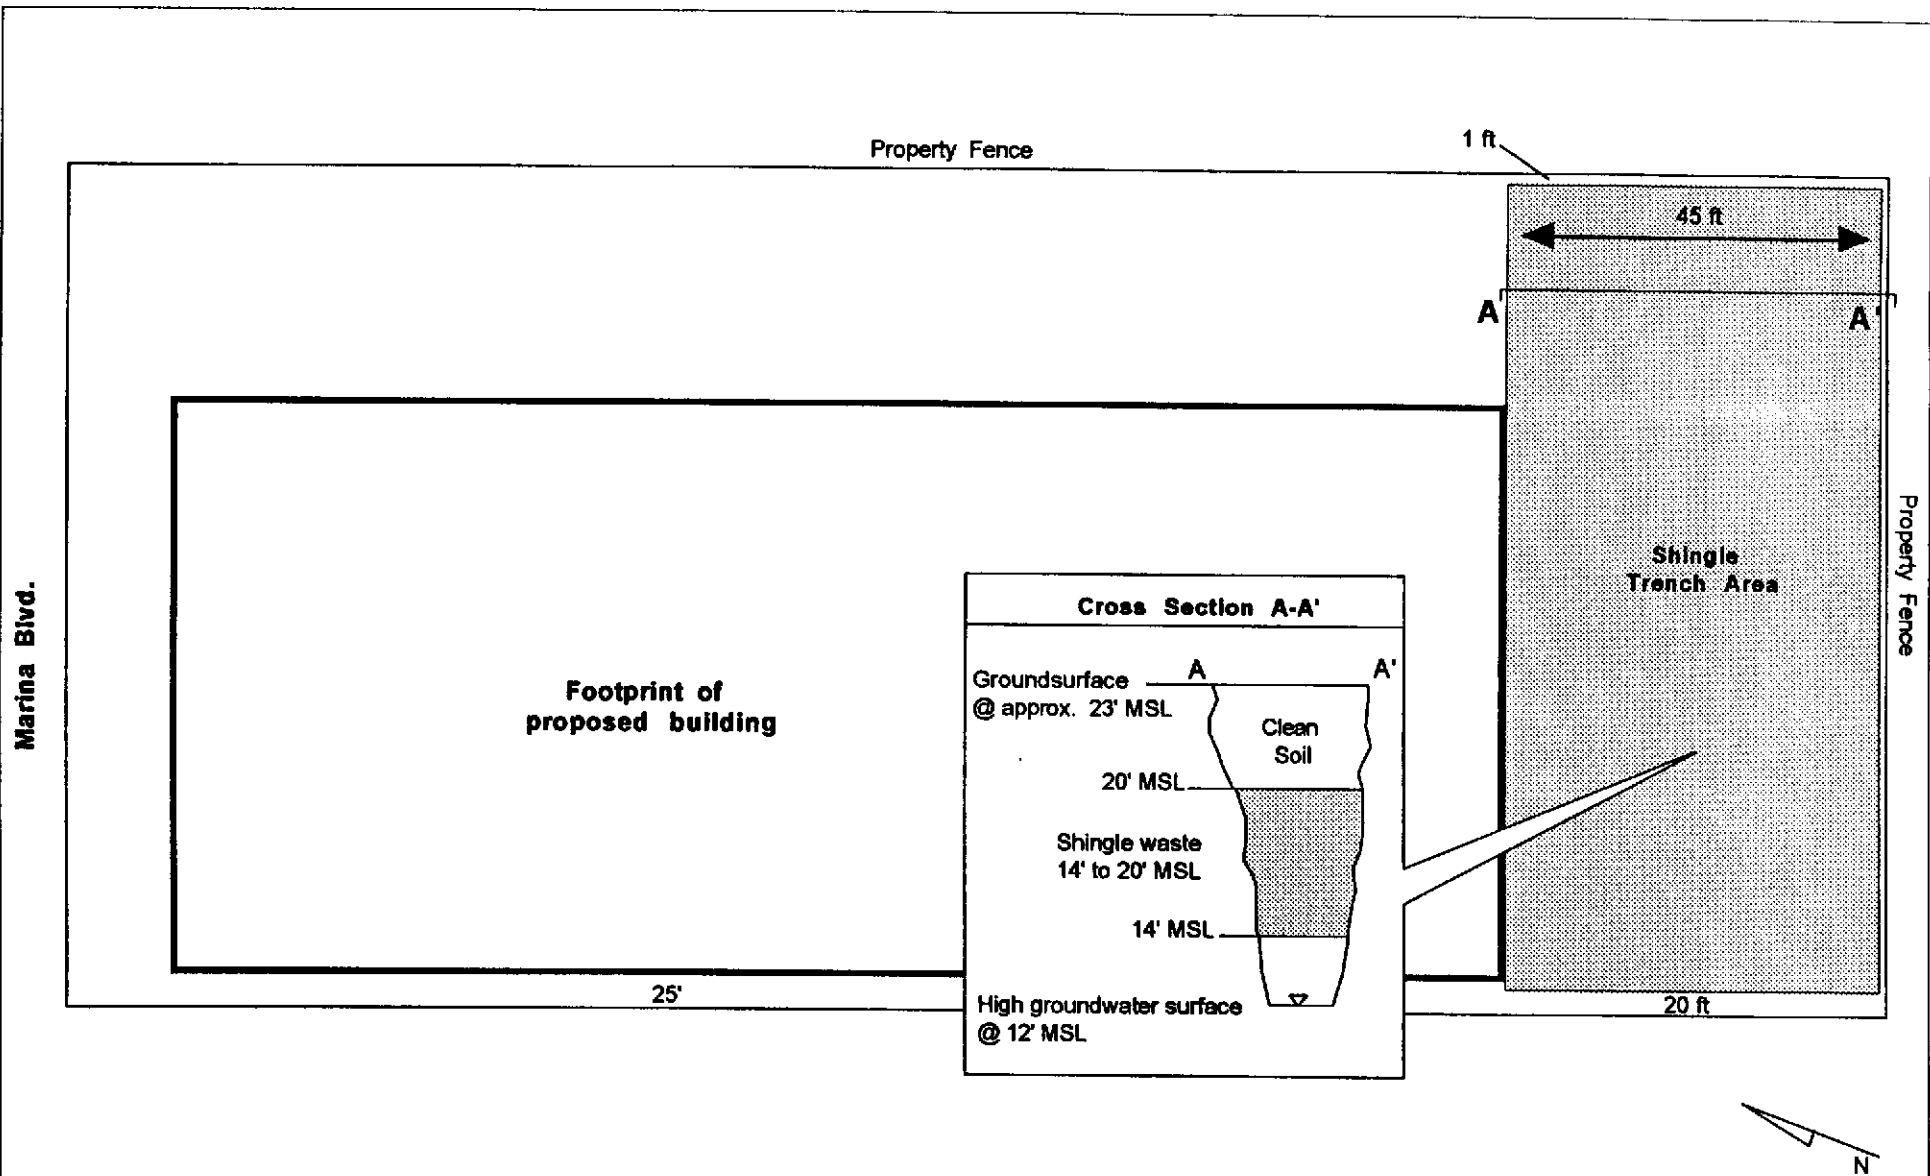 Property Fence
1 ft
45 ft
A
A'
Property Fence
Shingle
Trench Area
Marina Blvd.
Footprint of
proposed building
Cross Section A-A'
A
A'
Groundsurface
@ approx. 23' MSL
Clean
Soil
20' MSL
Shingle waste
14' to 20' MSL
14' MSL
High groundwater surface
@ 12' MSL
25'
20 ft
N